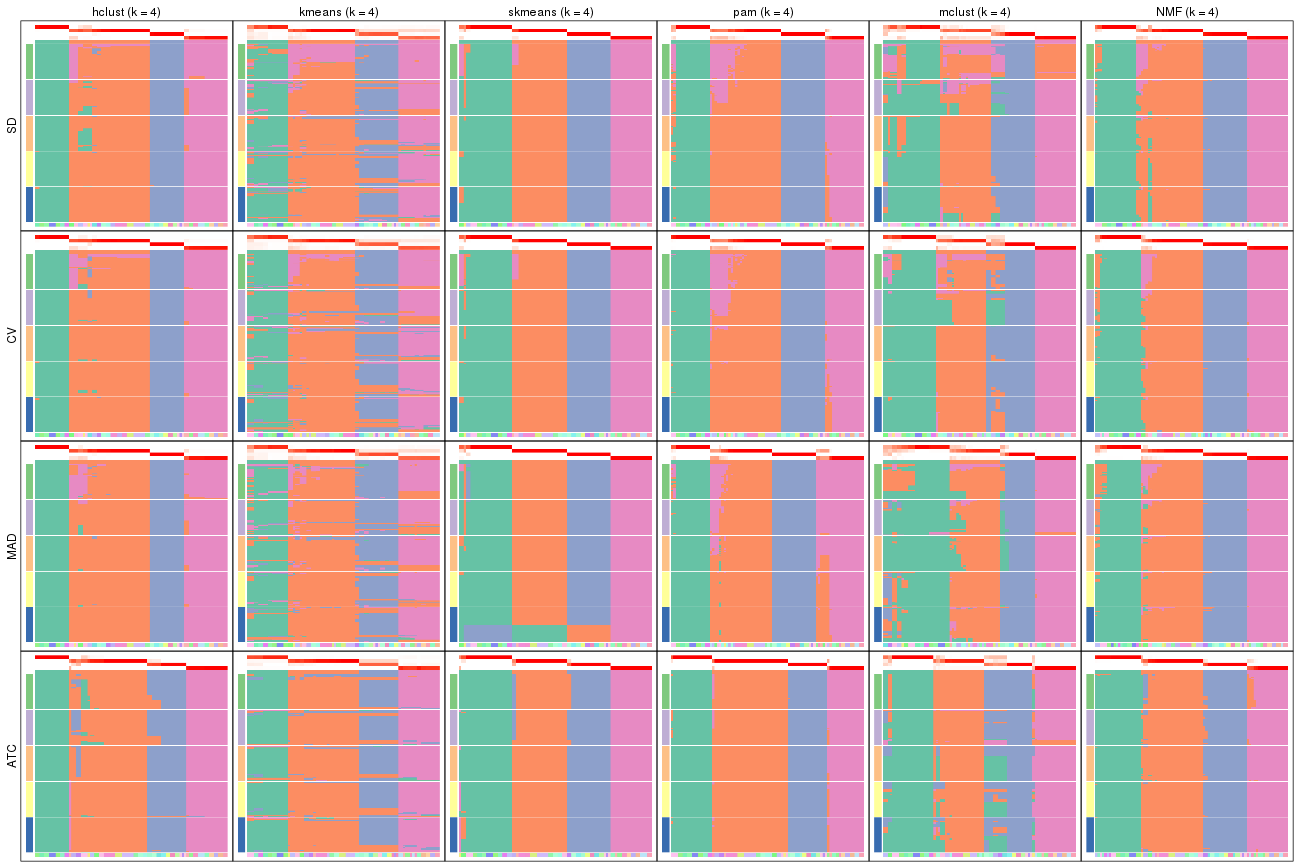 hclust (k = 4) kmeans (k = 4) skmeans (k = 4) pam (k = 4) mclust (k = 4) NMF (k = 4)
SD
CV
MAD
ATC